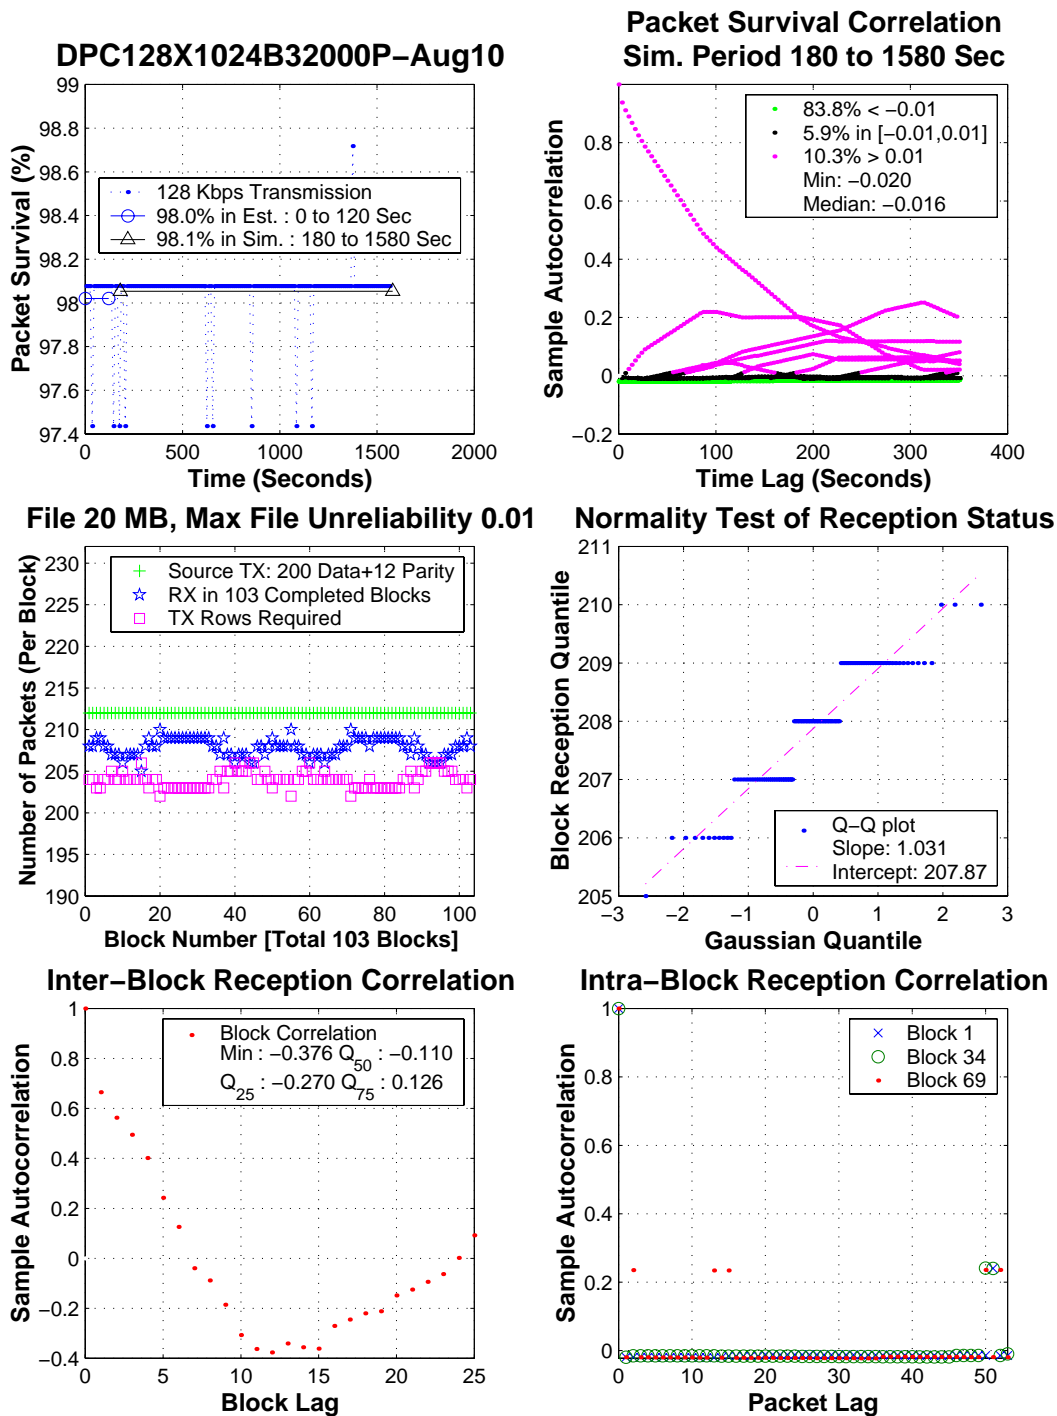 DPC128X1024B32000P−Aug10
99
98.8
98.6
98.4
98.2
98
97.8
97.6
97.4
Packet Survival (%)
128 Kbps Transmission
98.0% in Est. : 0 to 120 Sec
98.1% in Sim. : 180 to 1580 Sec
0 500 1000 1500 2000
Time (Seconds)
Packet Survival Correlation
Sim. Period 180 to 1580 Sec
0.8
0.6
0.4
0.2
0
−0.2
Sample Autocorrelation
83.8% < −0.01
5.9% in [−0.01,0.01]
10.3% > 0.01
Min: −0.020
Median: −0.016
0 100 200 300 400
Time Lag (Seconds)
File 20 MB, Max File Unreliability 0.01
230
225
220
215
210
205
200
195
190
Number of Packets (Per Block)
Source TX: 200 Data+12 Parity
RX in 103 Completed Blocks
TX Rows Required
0 20 40 60 80 100
Block Number [Total 103 Blocks]
Normality Test of Reception Status
211
210
209
208
207
206
205
Block Reception Quantile
Q−Q plot
Slope: 1.031
Intercept: 207.87
−3 −2 −1 0 1 2 3
Gaussian Quantile
Inter−Block Reception Correlation
1
0.8
0.6
0.4
0.2
0
−0.2
−0.4
Sample Autocorrelation
Block Correlation
Min : −0.376 Q50 : −0.110
Q25 : −0.270 Q75 : 0.126
0 5 10 15 20 25
Block Lag
Intra−Block Reception Correlation
1
0.8
0.6
0.4
0.2
0
Sample Autocorrelation
Block 1
Block 34
Block 69
0 10 20 30 40 50
Packet Lag